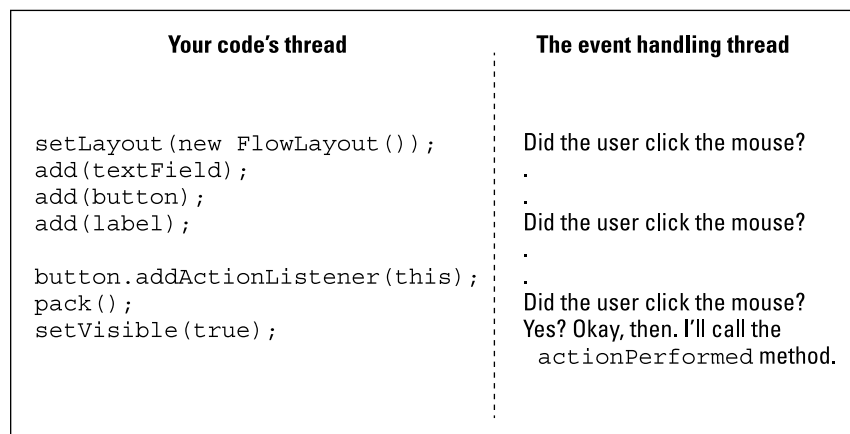 Your code's thread
setLayout(new FlowLayout());
add(textField);
add(button);
add(label);
button.addActionListener(this);
pack();
setVisible(true);
The event handling thread
Did the user click the mouse?
.
.
Did the user click the mouse?
.
.
Did the user click the mouse?
Yes? Okay, then. I'll call the
actionPerformed method.